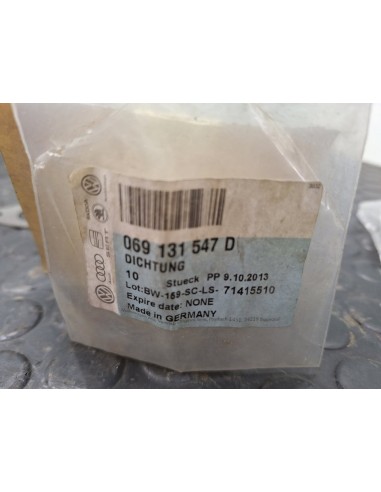 069 131 547 D
DICHTUNG
10 Stueck PP 9.10.2013
Lot:BW-159-SC-LS- 71415510
Expire date: NONE
Made in GERMANY
SEAT